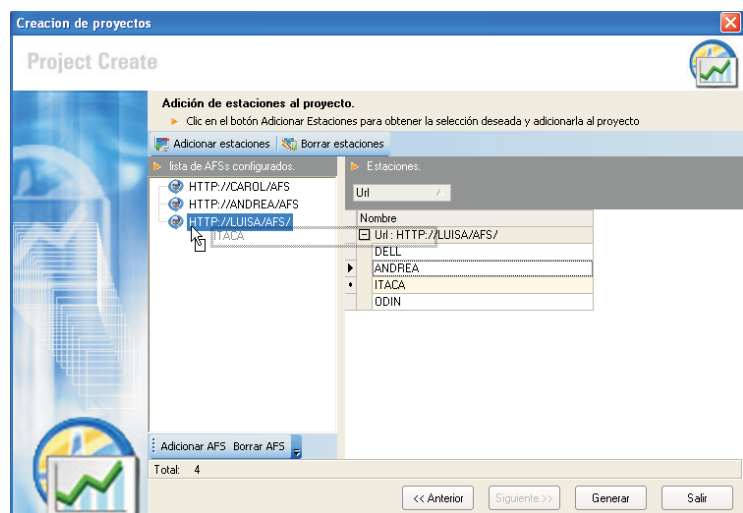 Creacion de proyectos
Project Create
Adición de estaciones al proyecto.
Clic en el botón Adicionar Estaciones para obtener la selección deseada y adicionarla al proyecto
Adicionar estaciones Borrar estaciones
lista de AFSs configurados.
HTTP://CAROL/AFS
HTTP://ANDREA/AFS
HTTP://LUISA/AFS/
ITACA
Estaciones.
Url
Nombre
Url : HTTP://LUISA/AFS/
DELL
ANDREA
ITACA
ODIN
Adicionar AFS Borrar AFS
Total: 4
<< Anterior Siguiente >> Generar Salir